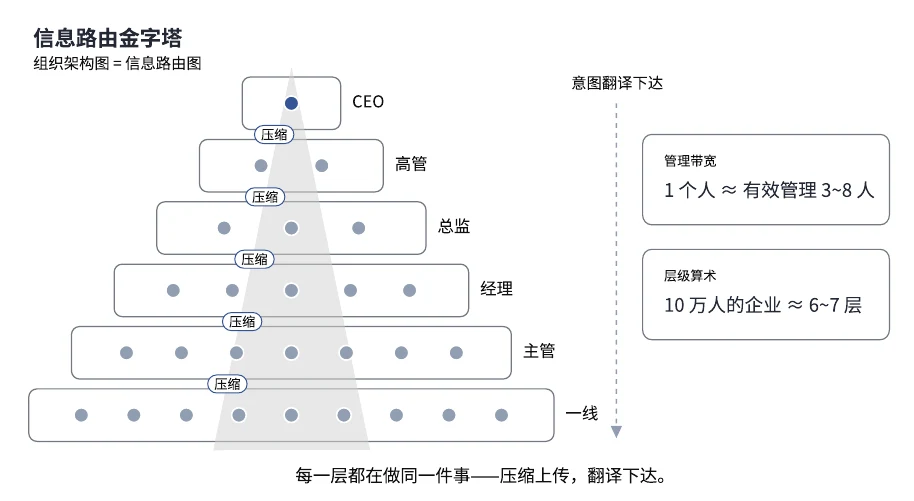 信息路由金字塔
组织架构图 = 信息路由图
意图翻译下达
CEO
压缩
高管
压缩
总监
压缩
经理
压缩
主管
压缩
一线
管理带宽
1 个人 ≈ 有效管理 3~8 人
层级算术
10 万人的企业 ≈ 6~7 层
每一层都在做同一件事——压缩上传，翻译下达。